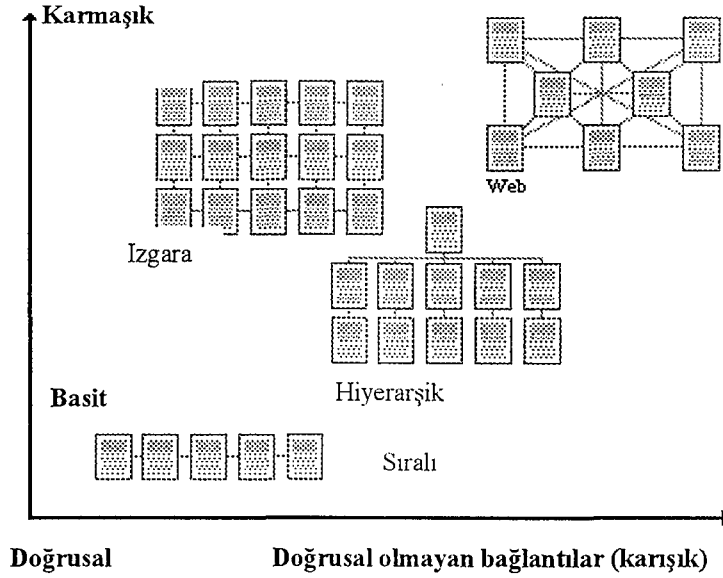 Karmaşık
Web
Izgara
Hiyerarşik
Basit
Sıralı
Doğrusal
Doğrusal olmayan bağlantılar (karışık)